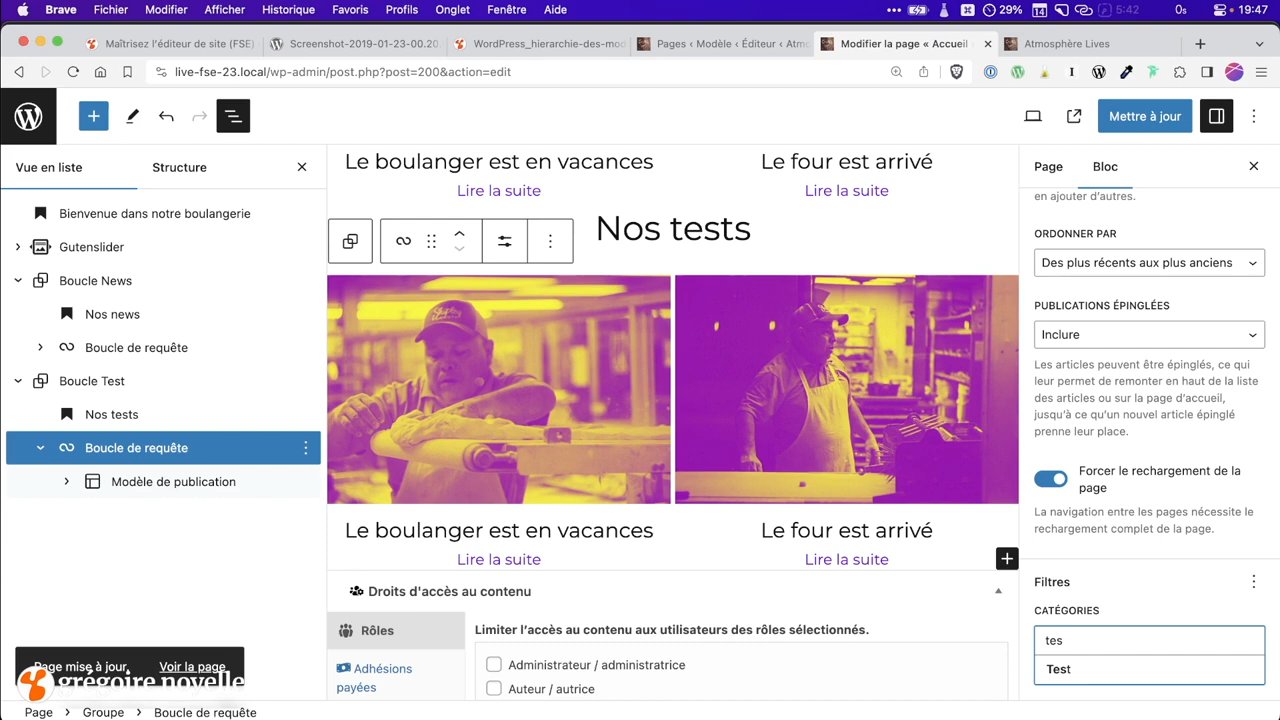 Brave Fichier Modifier Afficher Historique Favoris Profils Onglet Fenêtre Aide
29% 14 5:42 0s 19:47
Maîtrisez l'éditeur de site (FSE)
Screenshot-2019-01-23-00.20
WordPress_hierarchie-des-mod
Pages ‹ Modèle ‹ Éditeur ‹ Atm
Modifier la page « Accueil »
Atmosphère Lives
live-fse-23.local/wp-admin/post.php?post=200&action=edit
Mettre à jour
Vue en liste
Structure
Bienvenue dans notre boulangerie
Gutenslider
Boucle News
Nos news
Boucle de requête
Boucle Test
Nos tests
Boucle de requête
Modèle de publication
Page mise à jour.
Voir la page
grégoire noyelle
Le boulanger est en vacances
Le four est arrivé
Lire la suite
Lire la suite
Nos tests
Le boulanger est en vacances
Le four est arrivé
Lire la suite
Lire la suite
Droits d'accès au contenu
Rôles
Adhésions
payées
Limiter l'accès au contenu aux utilisateurs des rôles sélectionnés.
Administrateur / administratrice
Auteur / autrice
Page
Bloc
en ajouter d'autres.
ORDONNER PAR
Des plus récents aux plus anciens
PUBLICATIONS ÉPINGLÉES
Inclure
Les articles peuvent être épinglés, ce qui
leur permet de remonter en haut de la liste
des articles ou sur la page d'accueil,
jusqu'à ce qu'un nouvel article épinglé
prenne leur place.
Forcer le rechargement de la
page
La navigation entre les pages nécessite le
rechargement complet de la page.
Filtres
CATÉGORIES
tes
Test
Page
Groupe
Boucle de requête